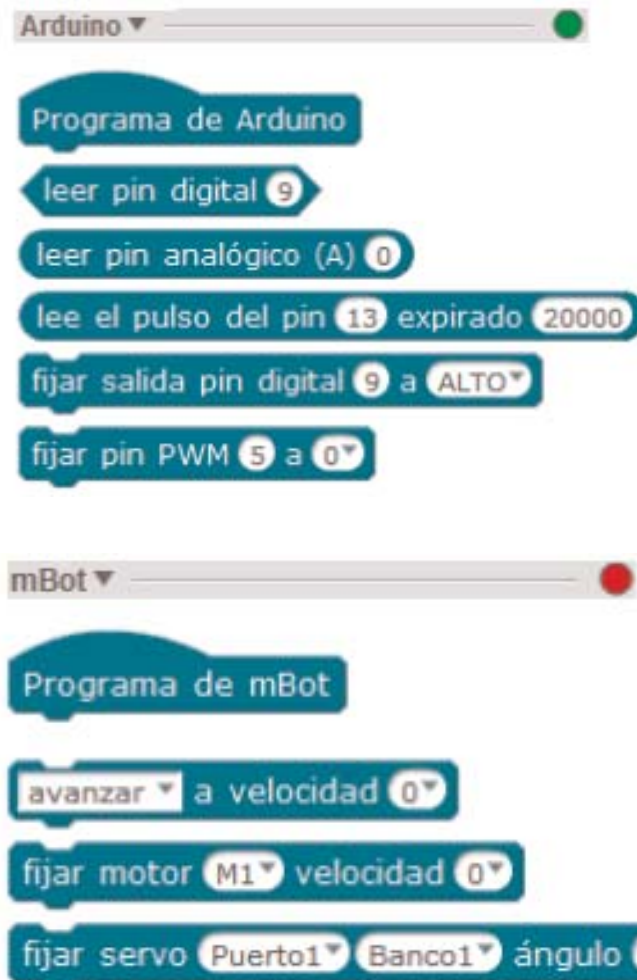 Arduino
Programa de Arduino
leer pin digital 9
leer pin analógico (A) 0
lee el pulso del pin 13 expirado 20000
fijar salida pin digital 9 a ALTO
fijar pin PWM 5 a 0
mBot
Programa de mBot
avanzar a velocidad 0
fijar motor M1 velocidad 0
fijar servo Puerto1 Banco1 ángulo